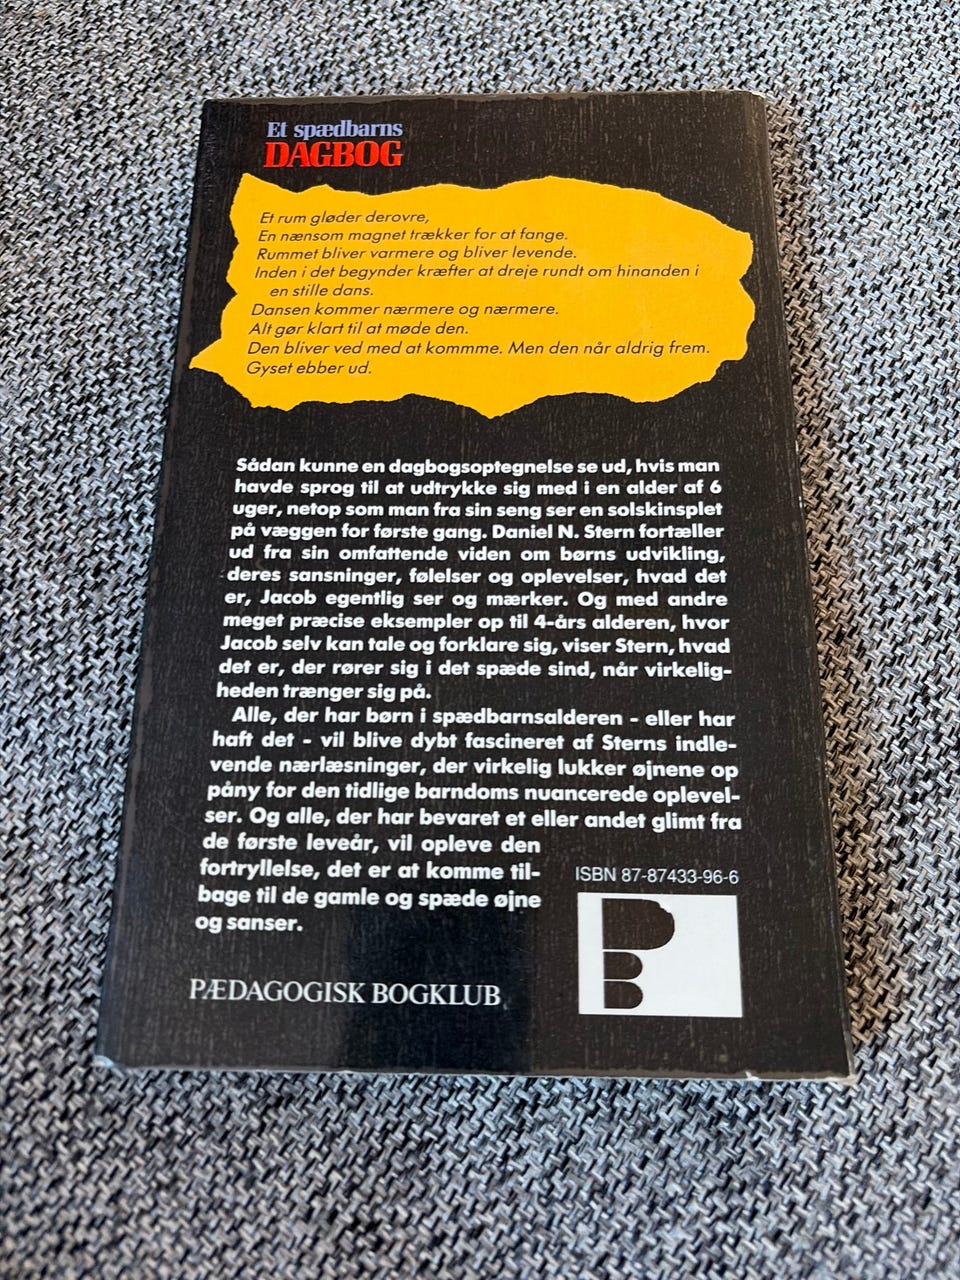 Et spædbarns
DAGBOG
Et rum gløder derovre,
En nænsom magnet trækker for at fange.
Rummet bliver varmere og bliver levende.
Inden i det begynder kræfter at dreje rundt om hinanden i
en stille dans.
Dansen kommer nærmere og nærmere.
Alt gør klart til at møde den.
Den bliver ved med at kommme. Men den når aldrig frem.
Gyset ebber ud.
Sådan kunne en dagbogsoptegnelse se ud, hvis man
havde sprog til at udtrykke sig med i en alder af 6
uger, netop som man fra sin seng ser en solskinsplet
på væggen for første gang. Daniel N. Stern fortæller
ud fra sin omfattende viden om børns udvikling,
deres sansninger, følelser og oplevelser, hvad det
er, Jacob egentlig ser og mærker. Og med andre
meget præcise eksempler op til 4-års alderen, hvor
Jacob selv kan tale og forklare sig, viser Stern, hvad
det er, der rører sig i det spæde sind, når virkelig-
heden trænger sig på.
Alle, der har børn i spædbarnsalderen - eller har
haft det - vil blive dybt fascineret af Sterns indle-
vende nærlæsninger, der virkelig lukker øjnene op
påny for den tidlige barndoms nuancerede oplevel-
ser. Og alle, der har bevaret et eller andet glimt fra
de første leveår, vil opleve den
fortryllelse, det er at komme til-
bage til de gamle og spæde øjne
og sanser.
ISBN 87-87433-96-6
PÆDAGOGISK BOGKLUB